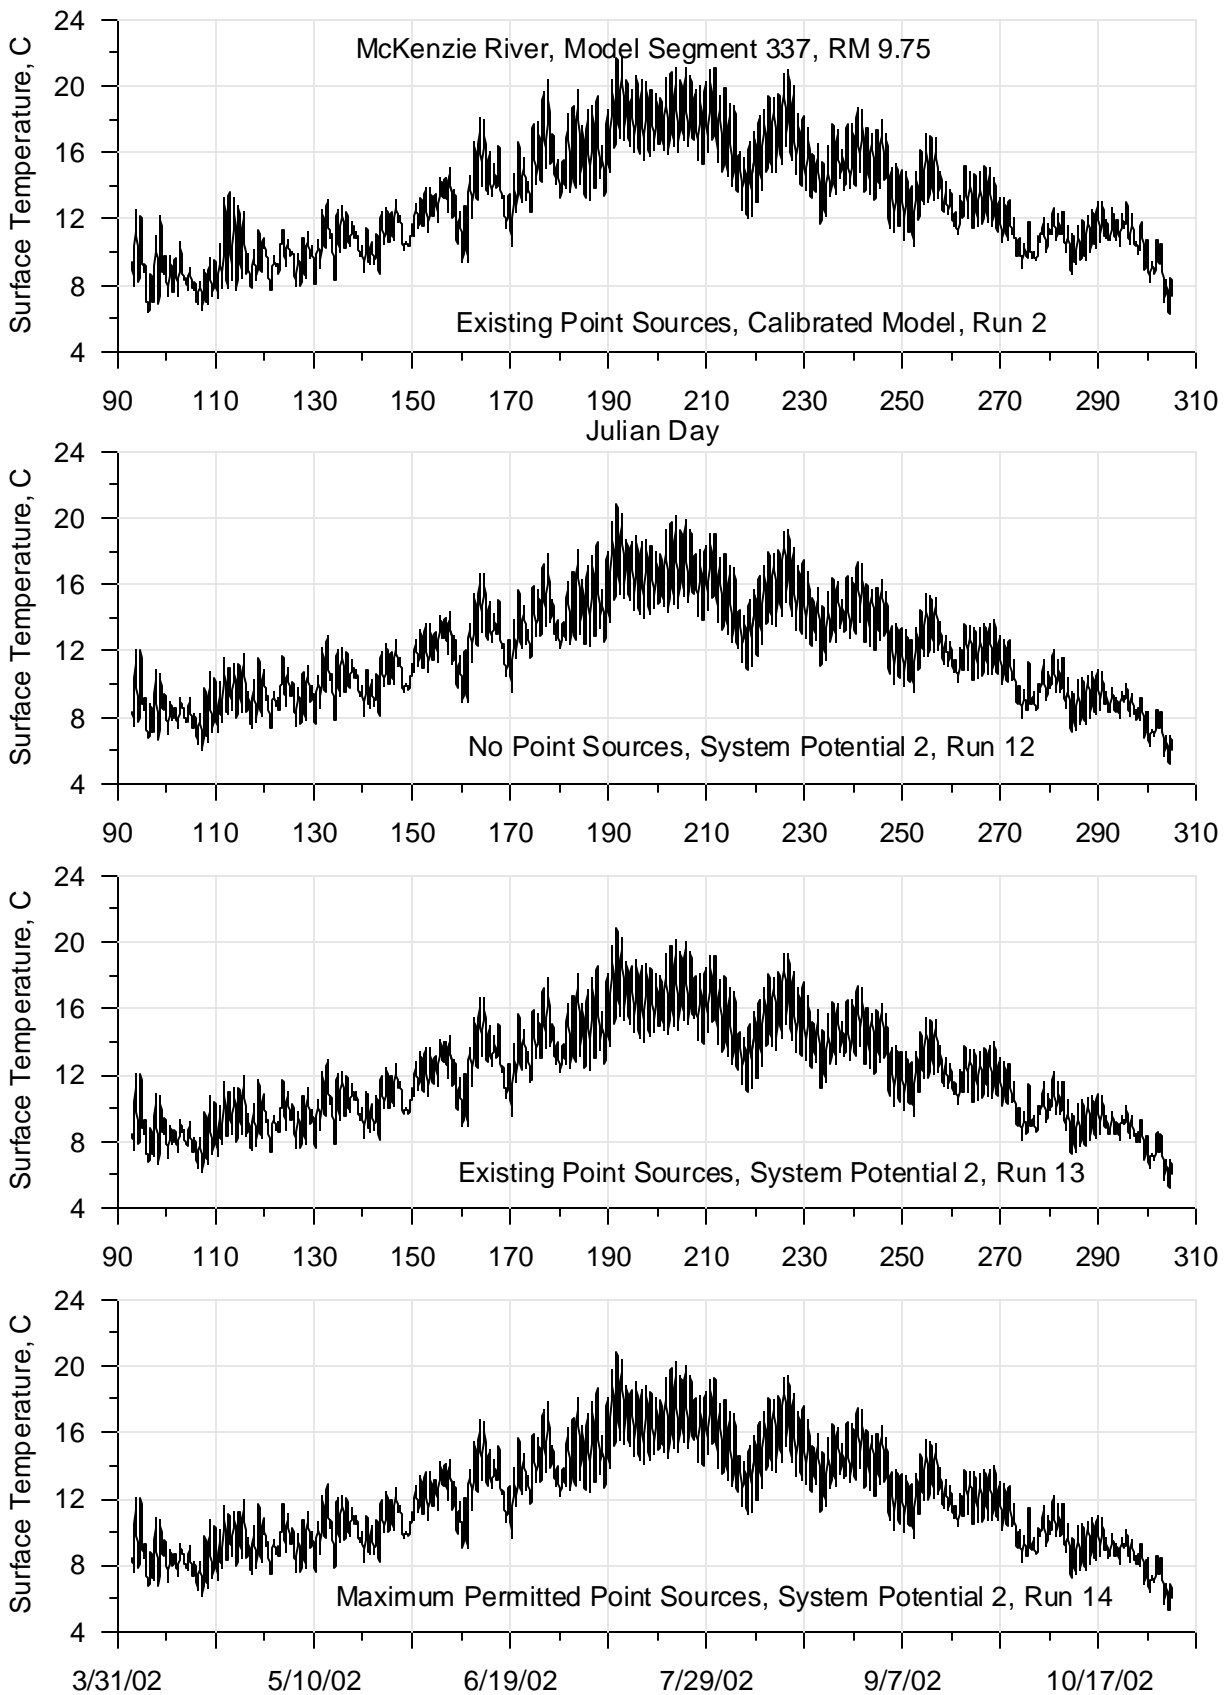 McKenzie River, Model Segment 337, RM 9.75
Surface Temperature, C
24
20
16
12
8
4
Existing Point Sources, Calibrated Model, Run 2
90 110 130 150 170 190 210 230 250 270 290 310
Julian Day
Surface Temperature, C
24
20
16
12
8
4
No Point Sources, System Potential 2, Run 12
90 110 130 150 170 190 210 230 250 270 290 310
Surface Temperature, C
24
20
16
12
8
4
Existing Point Sources, System Potential 2, Run 13
90 110 130 150 170 190 210 230 250 270 290 310
Surface Temperature, C
24
20
16
12
8
4
Maximum Permitted Point Sources, System Potential 2, Run 14
3/31/02 5/10/02 6/19/02 7/29/02 9/7/02 10/17/02